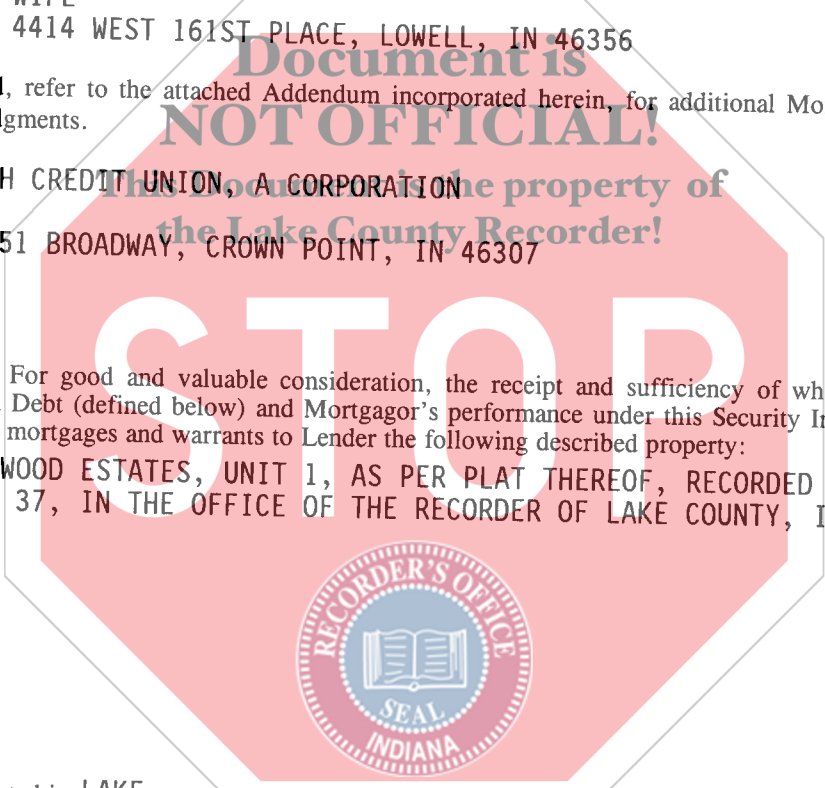 WIFE
4414 WEST 161ST PLACE, LOWELL, IN 46356
Document is
, refer to the attached Addendum incorporated herein, for additional Mo
NOT OFFICIAL!
gments.
H CREDIT UNION, A CORPORATION
This Document is the property of
the Lake County Recorder!
51 BROADWAY, CROWN POINT, IN 46307
STOP
For good and valuable consideration, the receipt and sufficiency of wh
Debt (defined below) and Mortgagor's performance under this Security In
mortgages and warrants to Lender the following described property:
WOOD ESTATES, UNIT 1, AS PER PLAT THEREOF, RECORDED
37, IN THE OFFICE OF THE RECORDER OF LAKE COUNTY, I
RECORDER'S OFFICE
SEAL
INDIANA
LAKE